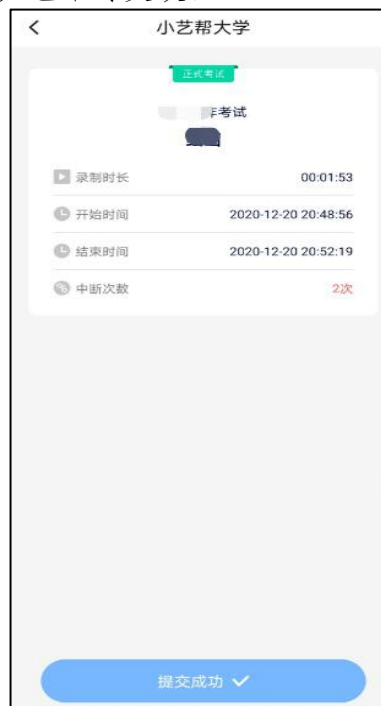 小艺帮大学
正式考试
考试
录制时长 00:01:53
开始时间 2020-12-20 20:48:56
结束时间 2020-12-20 20:52:19
中断次数 2次
提交成功